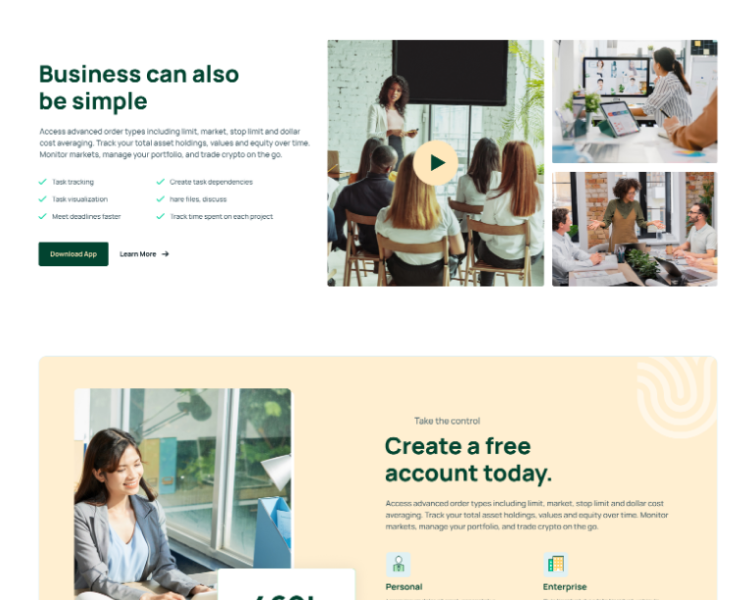 Business can also
be simple
Access advanced order types including limit, market, stop limit and dollar
cost averaging. Track your total asset holdings, values and equity over time.
Monitor markets, manage your portfolio, and trade crypto on the go.
Task tracking
Create task dependencies
Task visualization
hare files, discuss
Meet deadlines faster
Track time spent on each project
Download App
Learn More
Take the control
Create a free
account today.
Access advanced order types including limit, market, stop limit and dollar cost
averaging. Track your total asset holdings, values and equity over time. Monitor
markets, manage your portfolio, and trade crypto on the go.
Personal
Enterprise